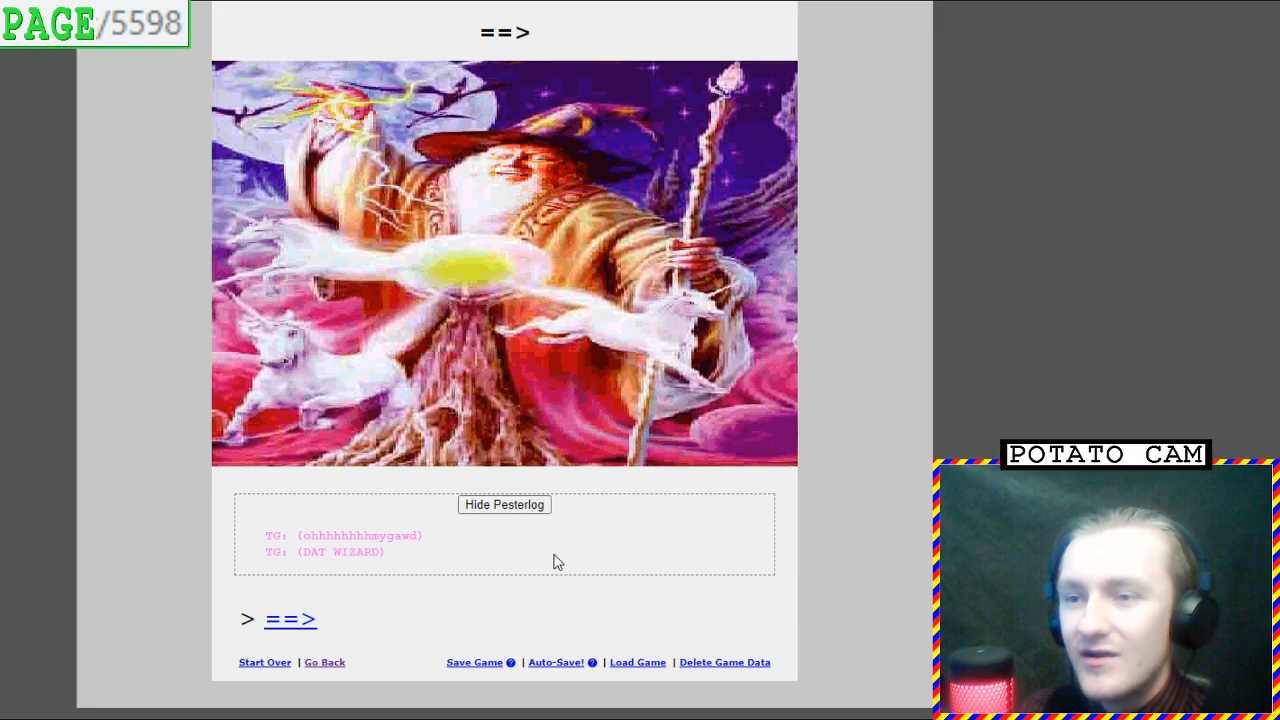 PAGE/5598
==>
Hide Pesterlog
TG: (ohhhhhhhhmygawd)
TG: (DAT WIZARD)
> ==>
Start Over | Go Back
Save Game ? | Auto-Save! ? | Load Game | Delete Game Data
POTATO CAM